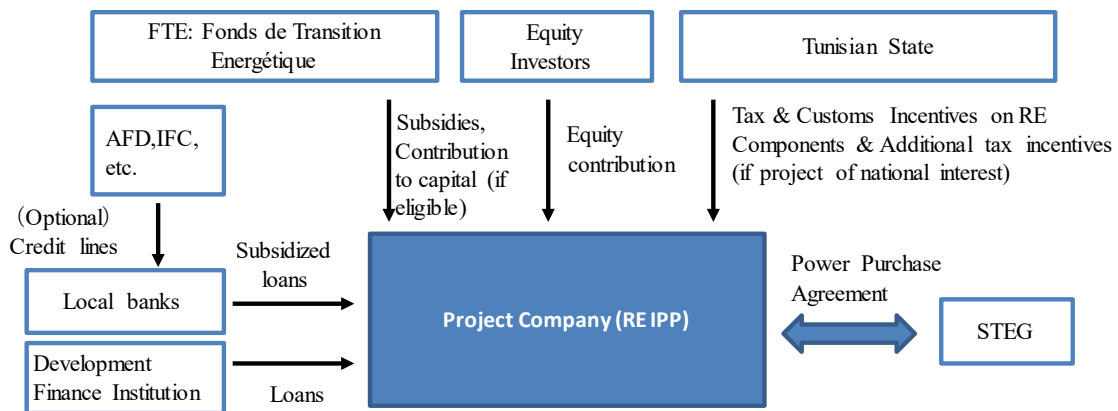 FTE: Fonds de Transition
Energétique
Equity
Investors
Tunisian State
AFD,IFC,
etc.
Subsidies,
Contribution
to capital (if
eligible)
Equity
contribution
Tax & Customs Incentives on RE
Components & Additional tax incentives
(if project of national interest)
(Optional)
Credit lines
Subsidized
loans
Local banks
Project Company (RE IPP)
Power Purchase
Agreement
STEG
Development
Finance Institution
Loans